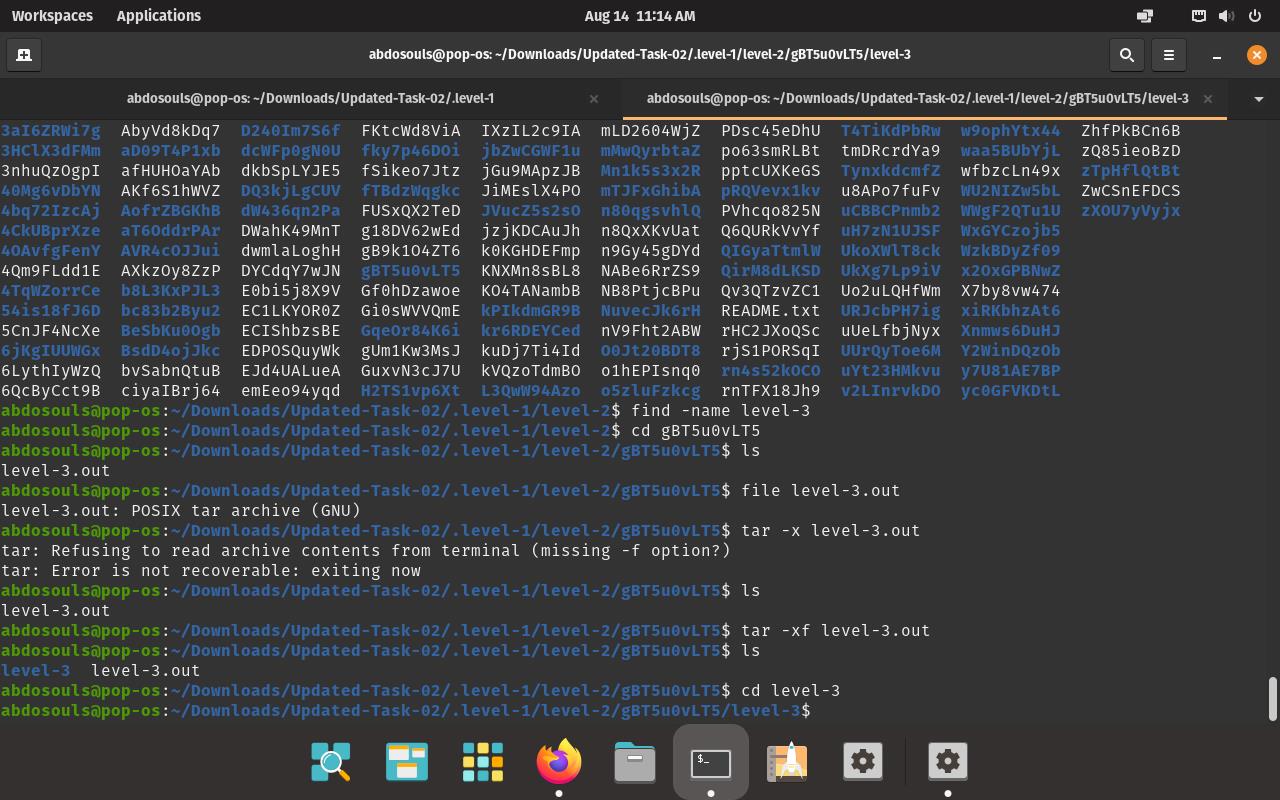 Workspaces Applications Aug 14 11:14 AM
abdosouls@pop-os: ~/Downloads/Updated-Task-02/.level-1/level-2/gBT5u0vLT5/level-3
abdosouls@pop-os: ~/Downloads/Updated-Task-02/.level-1 abdosouls@pop-os: ~/Downloads/Updated-Task-02/.level-1/level-2/gBT5u0vLT5/level-3
3aI6ZRWi7g AbyVd8kDq7 D240Im7S6f FKtcWd8ViA IXzIL2c9IA mLD2604WjZ PDsc45eDhU T4TiKdPbRw w9ophYtx44 ZhfPkBCn6B
3HClX3dFMm aD09T4P1xb dcWFp0gN0U fky7p46DOi jbZwCGWF1u mMwQyrbtaZ po63smRLBt tmDRcrdYa9 waa5BUbYjL zQ85ieoBzD
3nhuQzOgpI afHUHOaYAb dkbSpLYJE5 fSikeo7Jtz jGu9MApzJB Mn1k5s3x2R pptcUXKeGS TynxkdcmfZ wfbzcLn49x zTpHflQtBt
40Mg6vDbYN AKf6S1hWVZ DQ3kjLgCUV fTBdzWqgkc JiMEslX4PO mTJFxGhibA pRQVevx1kv u8APo7fuFv WU2NIZw5bL ZwCSnEFDCS
4bq72IzcAj AofrZBGKhB dW436qn2Pa FUSxQX2TeD JVucZ5s2sO n80qgsvhlQ PVhcqo825N uCBBCPnmb2 WWgF2QTu1U zXOU7yVyjx
4CkUBprXze aT6OddrPAr DWahK49MnT g18DV62wEd jzjKDCAuJh n8QxXKvUat Q6QURkVvYf uH7zN1UJSF WxGYCzojb5
4OAvfgFenY AVR4cOJJui dwmlaLoghH gB9k1O4ZT6 k0KGHDEFmp n9Gy45gDYd QIGyaTtmlW UkoXWlT8ck WzkBDyZf09
4Qm9FLdd1E AXkzOy8ZzP DYCdqY7wJN gBT5u0vLT5 KNXMn8sBL8 NABe6RrZS9 QirM8dLKSD UkXg7Lp9iV x2OxGPBNwZ
4TqWZorrCe b8L3KxPJL3 E0bi5j8X9V Gf0hDzawoe KO4TANambB NB8PtjcBPu Qv3QTzvZC1 Uo2uLQHfWm X7by8vw474
54is18fJ6D bc83b2Byu2 EC1LKYOR0Z Gi0sWVVQmE kPIkdmGR9B NuvecJk6rH README.txt URJcbPH7ig xiRKbhzAt6
5CnJF4NcXe BeSbKu0Ogb ECIShbzsBE GqeOr84K6i kr6RDEYCed nV9Fht2ABW rHC2JXoQSc uUeLfbjNyx Xnmws6DuHJ
6jKgIUUWGx BsdD4ojJkc EDPOSQuyWk gUm1Kw3MsJ kuDj7Ti4Id O0Jt20BDT8 rjS1PORSqI UUrQyToe6M Y2WinDQzOb
6LythIyWzQ bvSabnQtuB EJd4UALueA GuxvN3cJ7U kVQzoTdmBO o1hEPIsnq0 rn4s52kOCO uYt23HMkvu y7U81AE7BP
6QcByCct9B ciyaIBrj64 emEeo94yqd H2TS1vp6Xt L3QwW94Azo o5zluFzkcg rnTFX18Jh9 v2LInrvkDO yc0GFVKDtL
abdosouls@pop-os:~/Downloads/Updated-Task-02/.level-1/level-2$ find -name level-3
abdosouls@pop-os:~/Downloads/Updated-Task-02/.level-1/level-2$ cd gBT5u0vLT5
abdosouls@pop-os:~/Downloads/Updated-Task-02/.level-1/level-2/gBT5u0vLT5$ ls
level-3.out
abdosouls@pop-os:~/Downloads/Updated-Task-02/.level-1/level-2/gBT5u0vLT5$ file level-3.out
level-3.out: POSIX tar archive (GNU)
abdosouls@pop-os:~/Downloads/Updated-Task-02/.level-1/level-2/gBT5u0vLT5$ tar -x level-3.out
tar: Refusing to read archive contents from terminal (missing -f option?)
tar: Error is not recoverable: exiting now
abdosouls@pop-os:~/Downloads/Updated-Task-02/.level-1/level-2/gBT5u0vLT5$ ls
level-3.out
abdosouls@pop-os:~/Downloads/Updated-Task-02/.level-1/level-2/gBT5u0vLT5$ tar -xf level-3.out
abdosouls@pop-os:~/Downloads/Updated-Task-02/.level-1/level-2/gBT5u0vLT5$ ls
level-3 level-3.out
abdosouls@pop-os:~/Downloads/Updated-Task-02/.level-1/level-2/gBT5u0vLT5$ cd level-3
abdosouls@pop-os:~/Downloads/Updated-Task-02/.level-1/level-2/gBT5u0vLT5/level-3$
$_